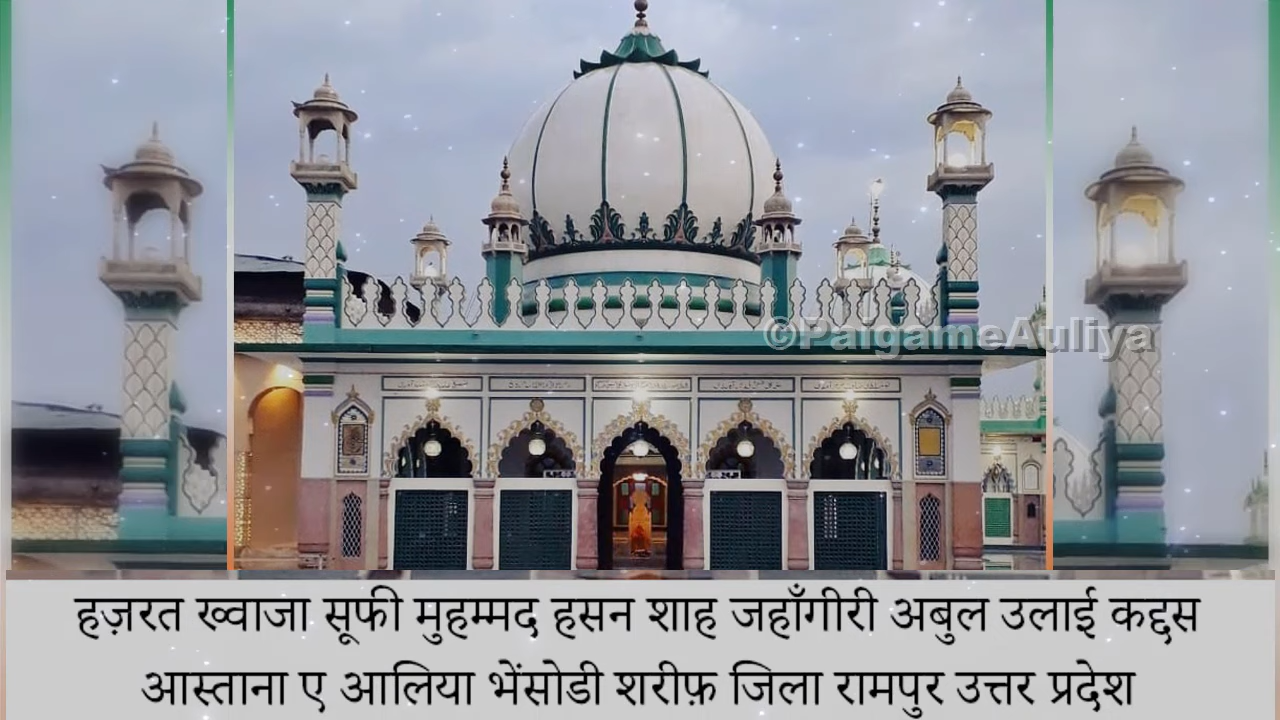 ©PaigameAuliya
हज़रत ख्वाजा सूफी मुहम्मद हसन शाह जहाँगीरी अबुल उलाई कद्दस
आस्ताना ए आलिया भेंसोडी शरीफ़ जिला रामपुर उत्तर प्रदेश